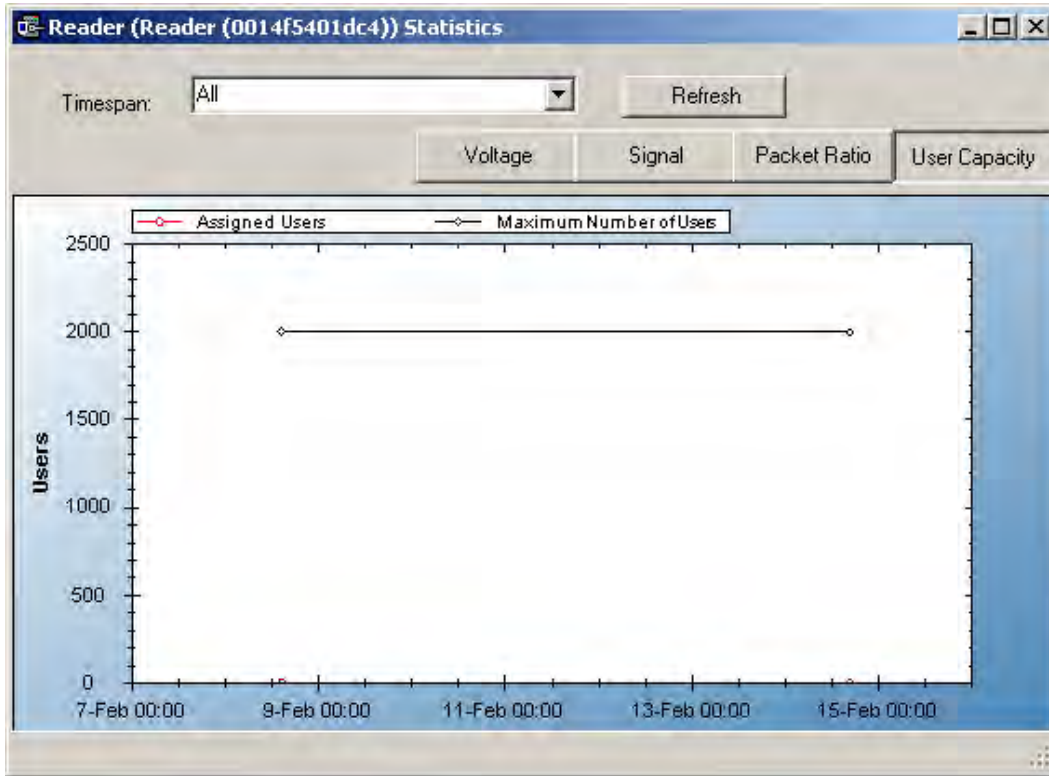 Reader (Reader (0014f5401dc4)) Statistics
Timespan:
All
Refresh
Voltage
Signal
Packet Ratio
User Capacity
Assigned Users
Maximum Number of Users
2500
2000
1500
1000
500
0
Users
7-Feb 00:00
9-Feb 00:00
11-Feb 00:00
13-Feb 00:00
15-Feb 00:00